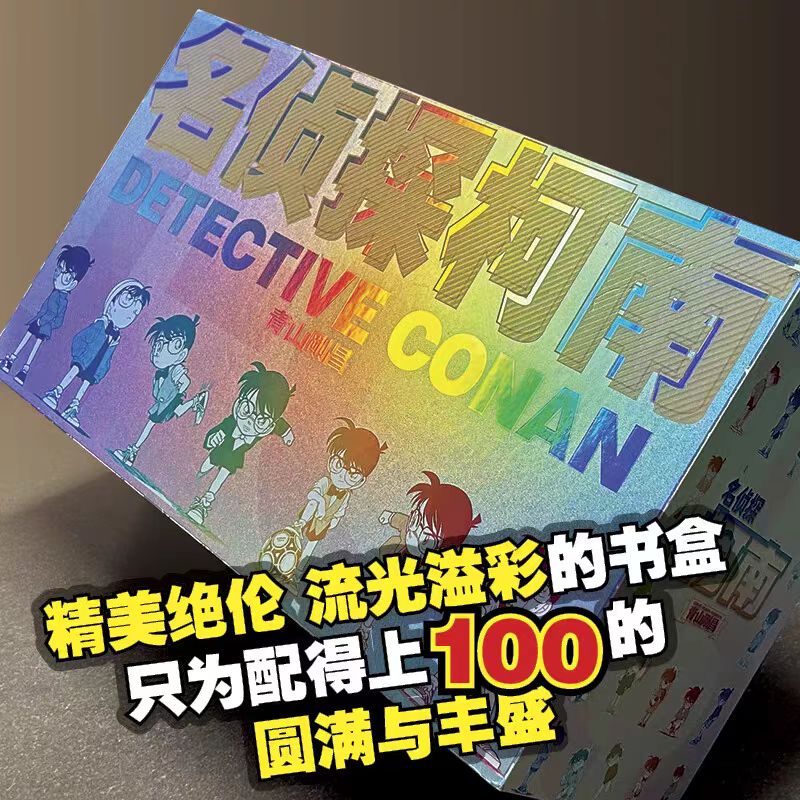 名侦探柯南
DETECTIVE CONAN
青山刚昌
名侦探
柯南
青山刚昌
精美绝伦 流光溢彩的书盒
只为配得上100的
圆满与丰盛